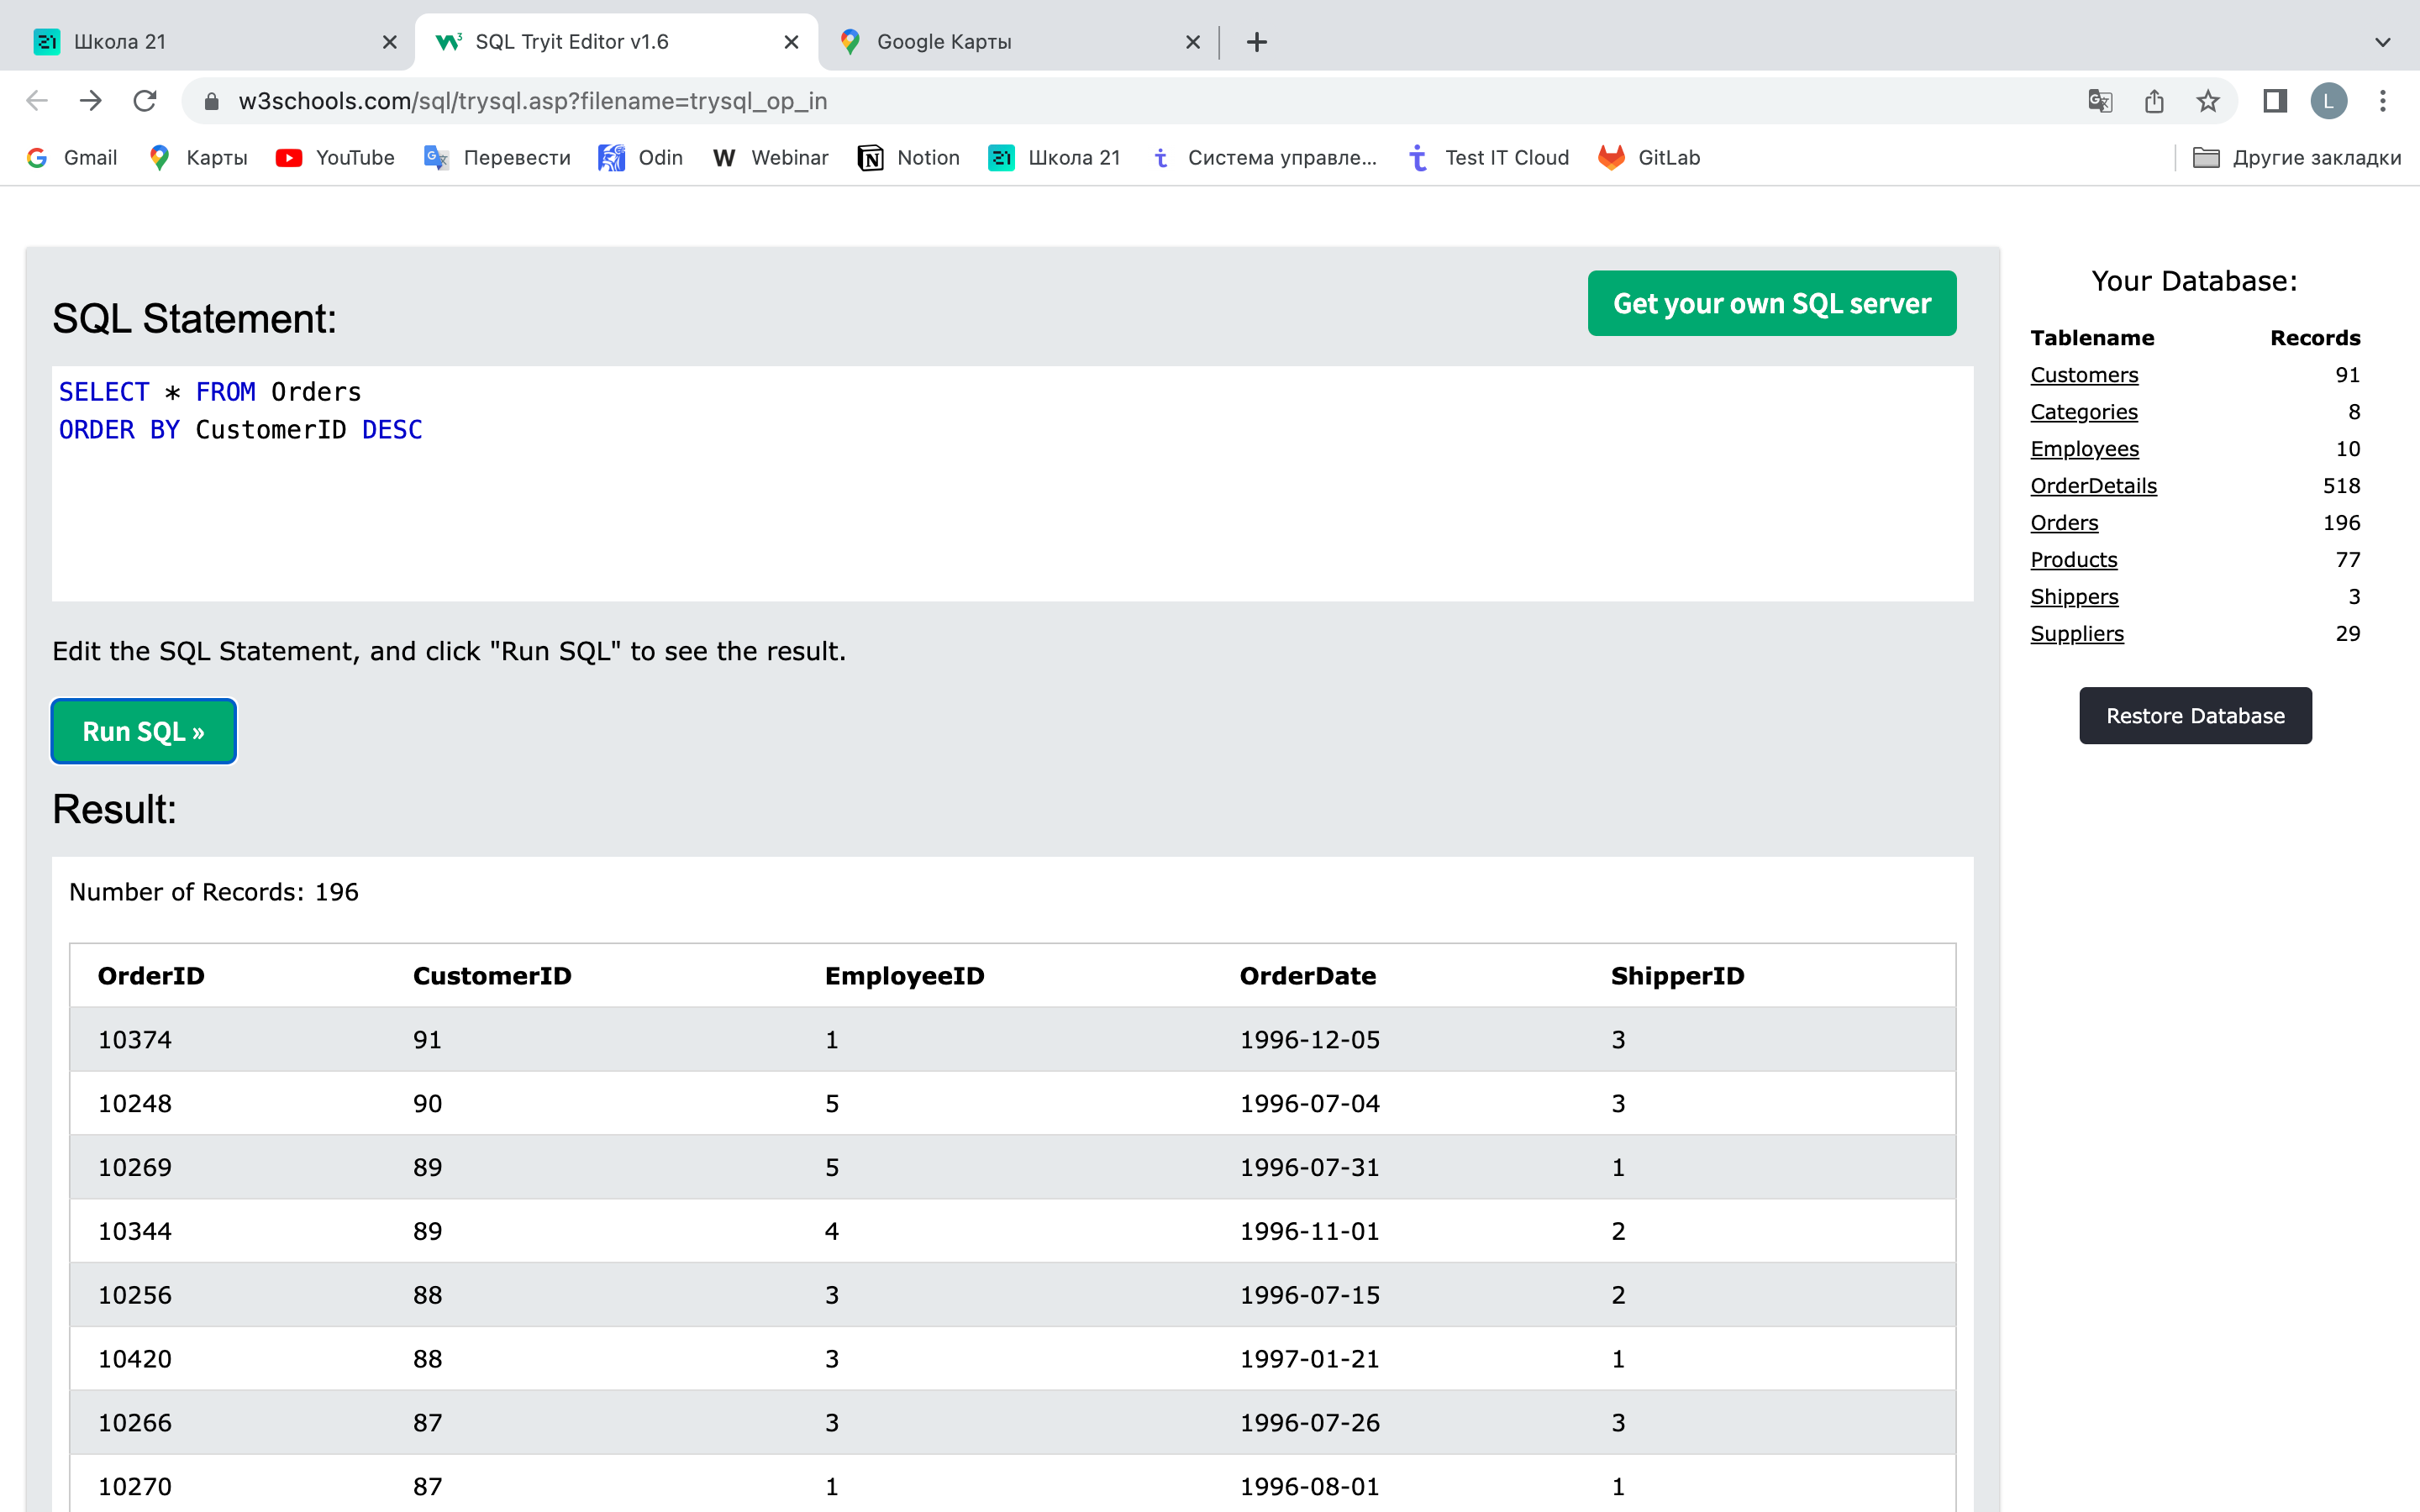 Школа 21
SQL Tryit Editor v1.6
Google Карты
w3schools.com/sql/trysql.asp?filename=trysql_op_in
L
Gmail Карты YouTube Перевести Odin Webinar Notion Школа 21 Система управле... Test IT Cloud GitLab Другие закладки
SQL Statement:
Get your own SQL server
SELECT * FROM Orders
ORDER BY CustomerID DESC
Edit the SQL Statement, and click "Run SQL" to see the result.
Run SQL »
Result:
Number of Records: 196
OrderID CustomerID EmployeeID OrderDate ShipperID
10374 91 1 1996-12-05 3
10248 90 5 1996-07-04 3
10269 89 5 1996-07-31 1
10344 89 4 1996-11-01 2
10256 88 3 1996-07-15 2
10420 88 3 1997-01-21 1
10266 87 3 1996-07-26 3
10270 87 1 1996-08-01 1
Your Database:
Tablename Records
Customers 91
Categories 8
Employees 10
OrderDetails 518
Orders 196
Products 77
Shippers 3
Suppliers 29
Restore Database